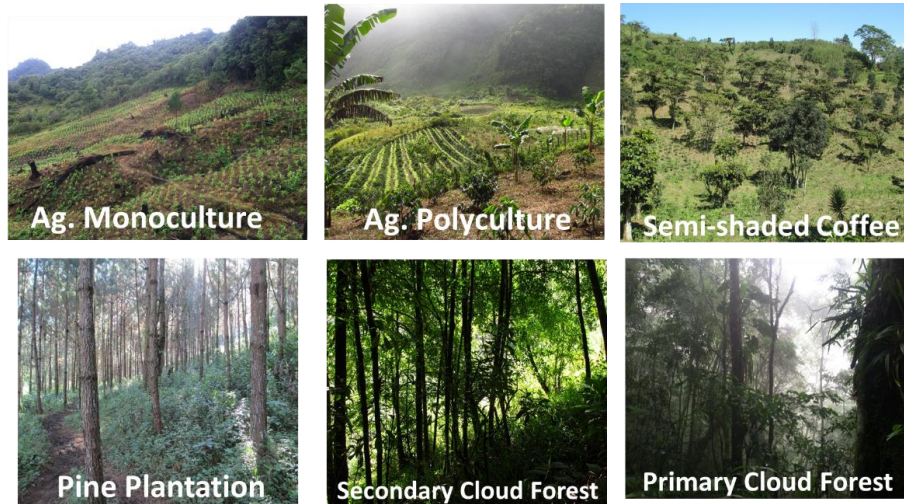 Ag. Monoculture
Ag. Polyculture
Semi-shaded Coffee
Pine Plantation
Secondary Cloud Forest
Primary Cloud Forest